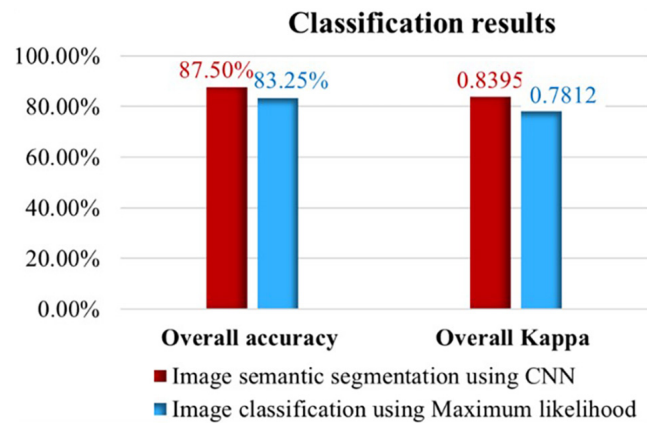 Classification results
100.00%
87.50% 83.25% 0.8395 0.7812
80.00%
60.00%
40.00%
20.00%
0.00%
Overall accuracy Overall Kappa
Image semantic segmentation using CNN
Image classification using Maximum likelihood